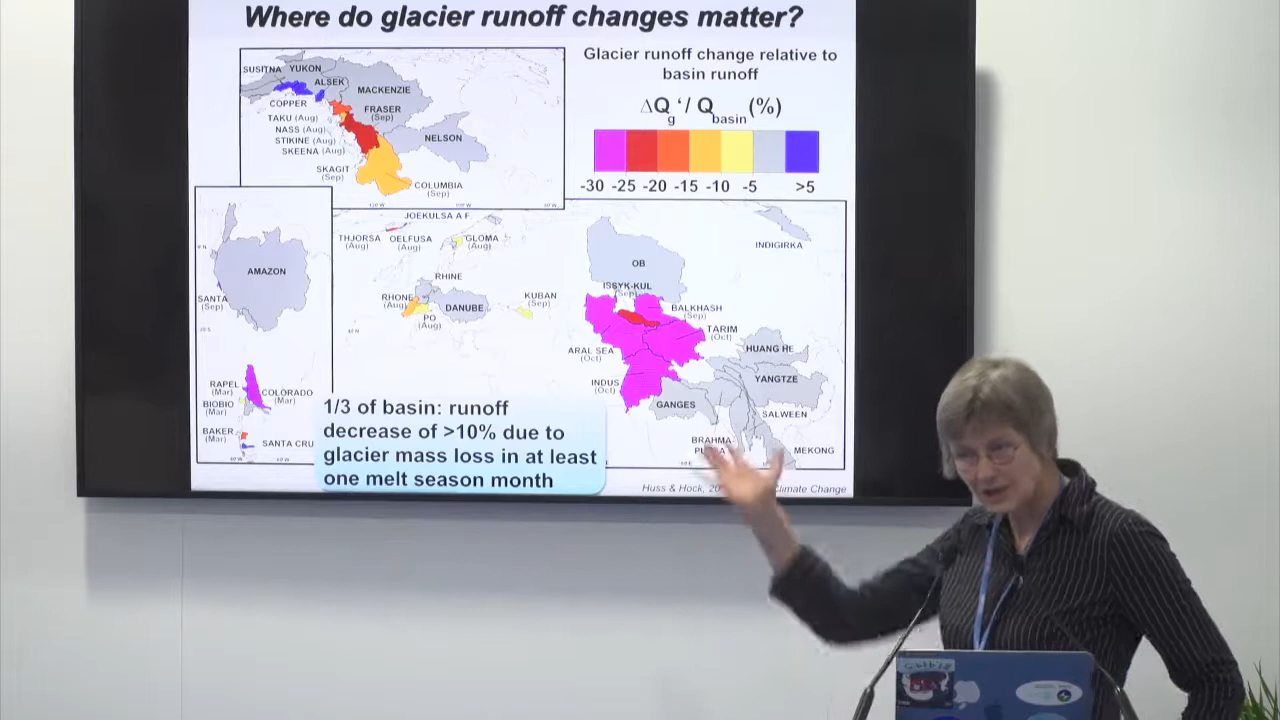 Where do glacier runoff changes matter?
Glacier runoff change relative to
basin runoff
ΔQg'/ Qbasin (%)
-30 -25 -20 -15 -10 -5 >5
SUSITNA YUKON
ALSEK
MACKENZIE
COPPER
FRASER
(Sep)
TAKU (Aug)
NASS (Aug)
STIKINE (Aug)
SKEENA (Aug)
NELSON
SKAGIT
(Sep)
COLUMBIA
(Sep)
AMAZON
SANTA
(Sep)
RAPEL
(Mar)
COLORADO
(Mar)
BIOBIO
(Mar)
BAKER
(Mar)
SANTA CRU
JOEKULSA A F.
THJORSA
(Aug)
OELFUSA
(Aug)
GLOMA
(Aug)
RHINE
RHONE
(Aug)
DANUBE
PO
(Aug)
KUBAN
(Sep)
INDIGIRKA
OB
ISSYK-KUL
(Sep)
BALKHASH
(Sep)
TARIM
(Oct)
ARAL SEA
(Oct)
HUANG HE
INDUS
(Oct)
YANGTZE
GANGES
SALWEEN
BRAHMA
MEKONG
1/3 of basin: runoff
decrease of >10% due to
glacier mass loss in at least
one melt season month
Huss & Hock, 20 Climate Change